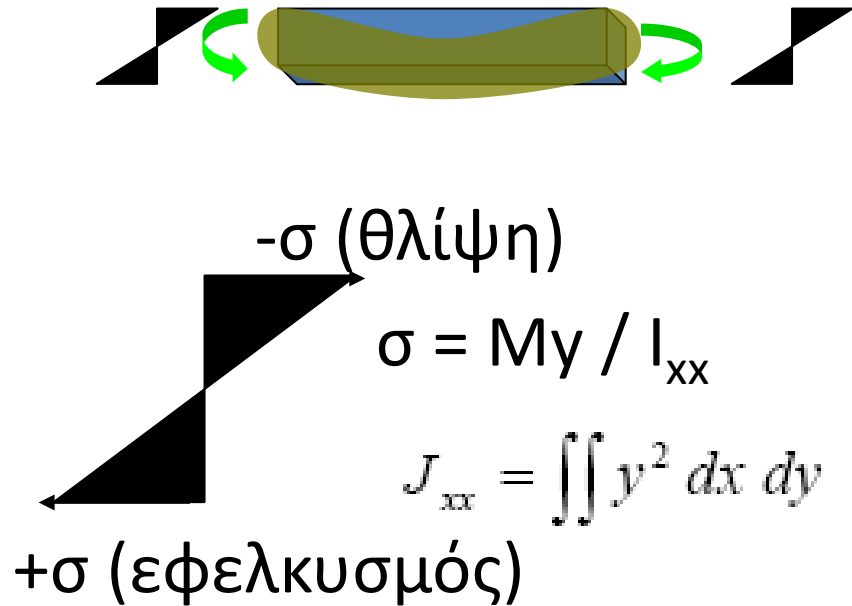 -σ (θλίψη)
σ = My / Iₓₓ
Jₓₓ = ∫∫ y² dx dy
+σ (εφελκυσμός)